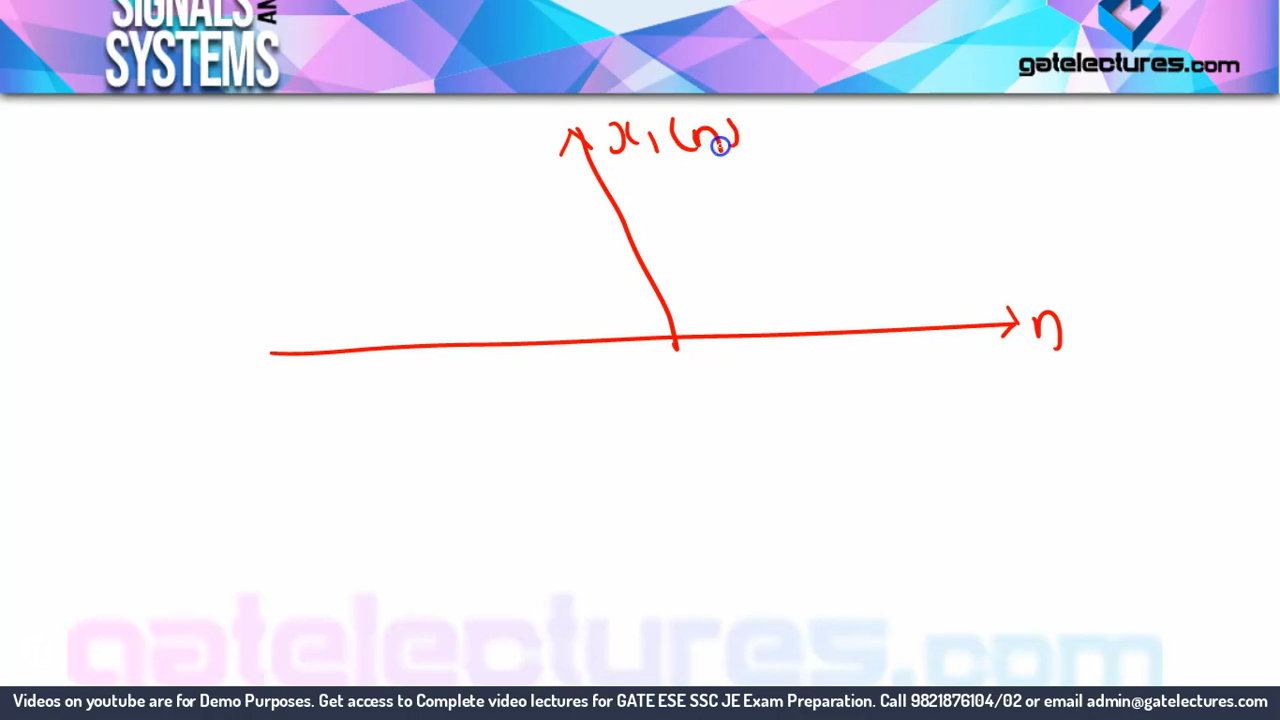 SIGNALS AND
SYSTEMS
gatelectures.com
x₁(n)
n
gatelectures.com
Videos on youtube are for Demo Purposes. Get access to Complete video lectures for GATE ESE SSC JE Exam Preparation. Call 9821876104/02 or email admin@gatelectures.com